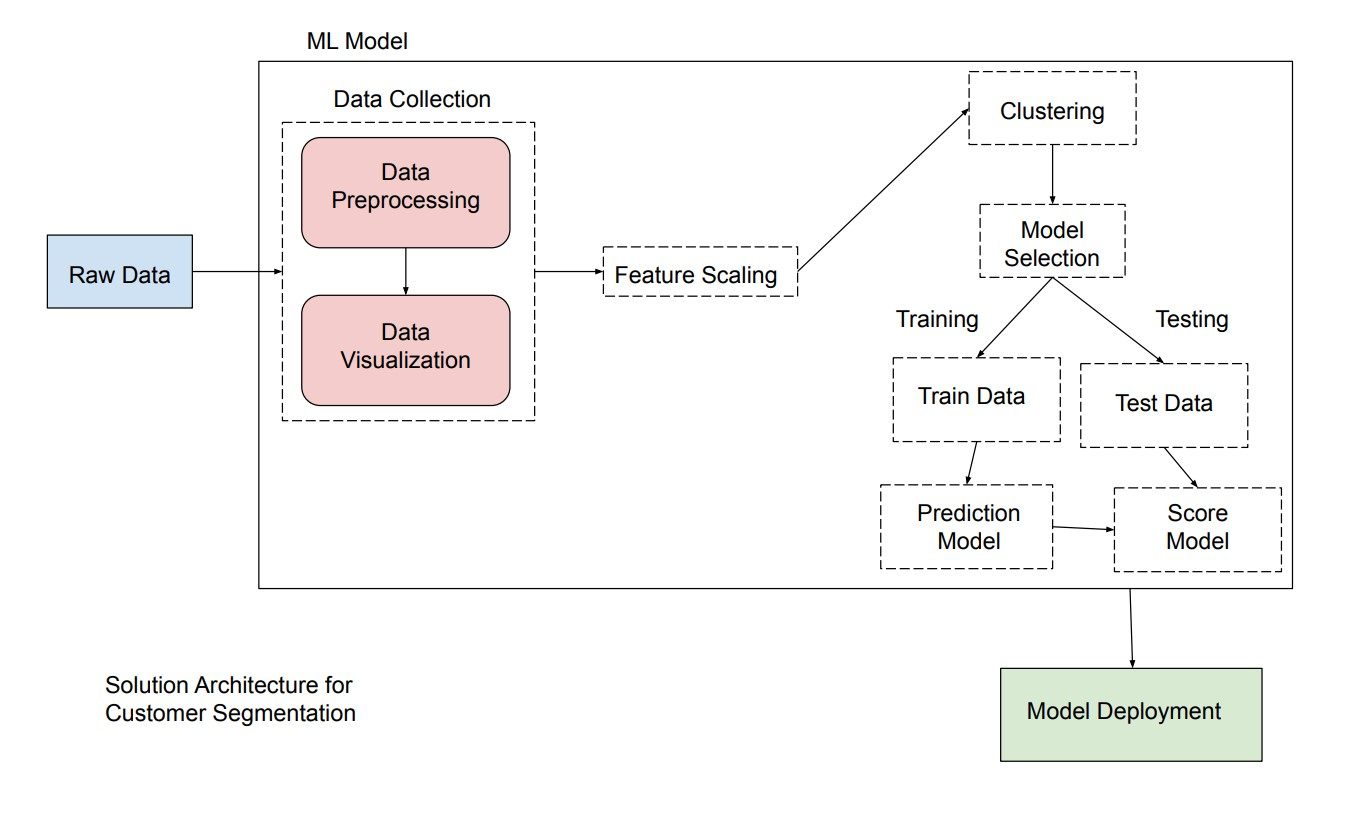 ML Model
Data Collection
Data
Preprocessing
Data
Visualization
Raw Data
Feature Scaling
Clustering
Model
Selection
Training
Testing
Train Data
Test Data
Prediction
Model
Score
Model
Model Deployment
Solution Architecture for
Customer Segmentation